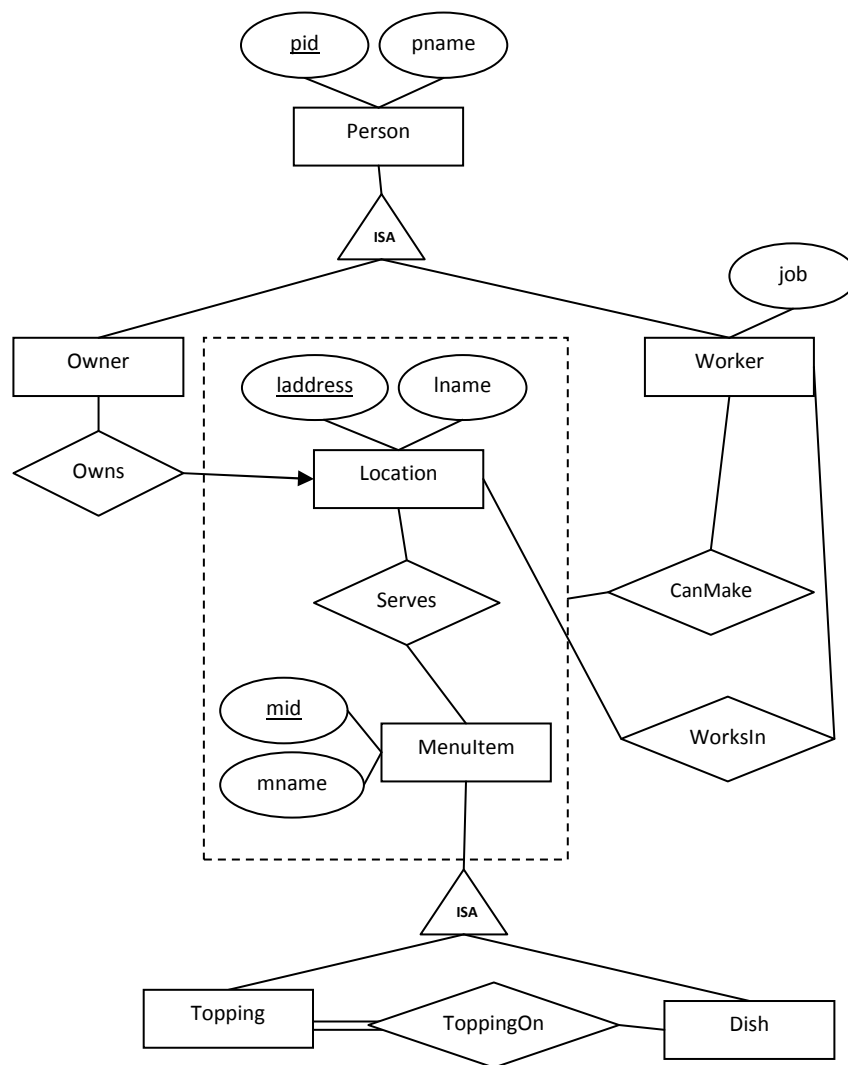 pid
pname
Person
ISA
job
Owner
Worker
laddress
lname
Owns
Location
CanMake
Serves
mid
MenuItem
WorksIn
mname
ISA
Topping
ToppingOn
Dish